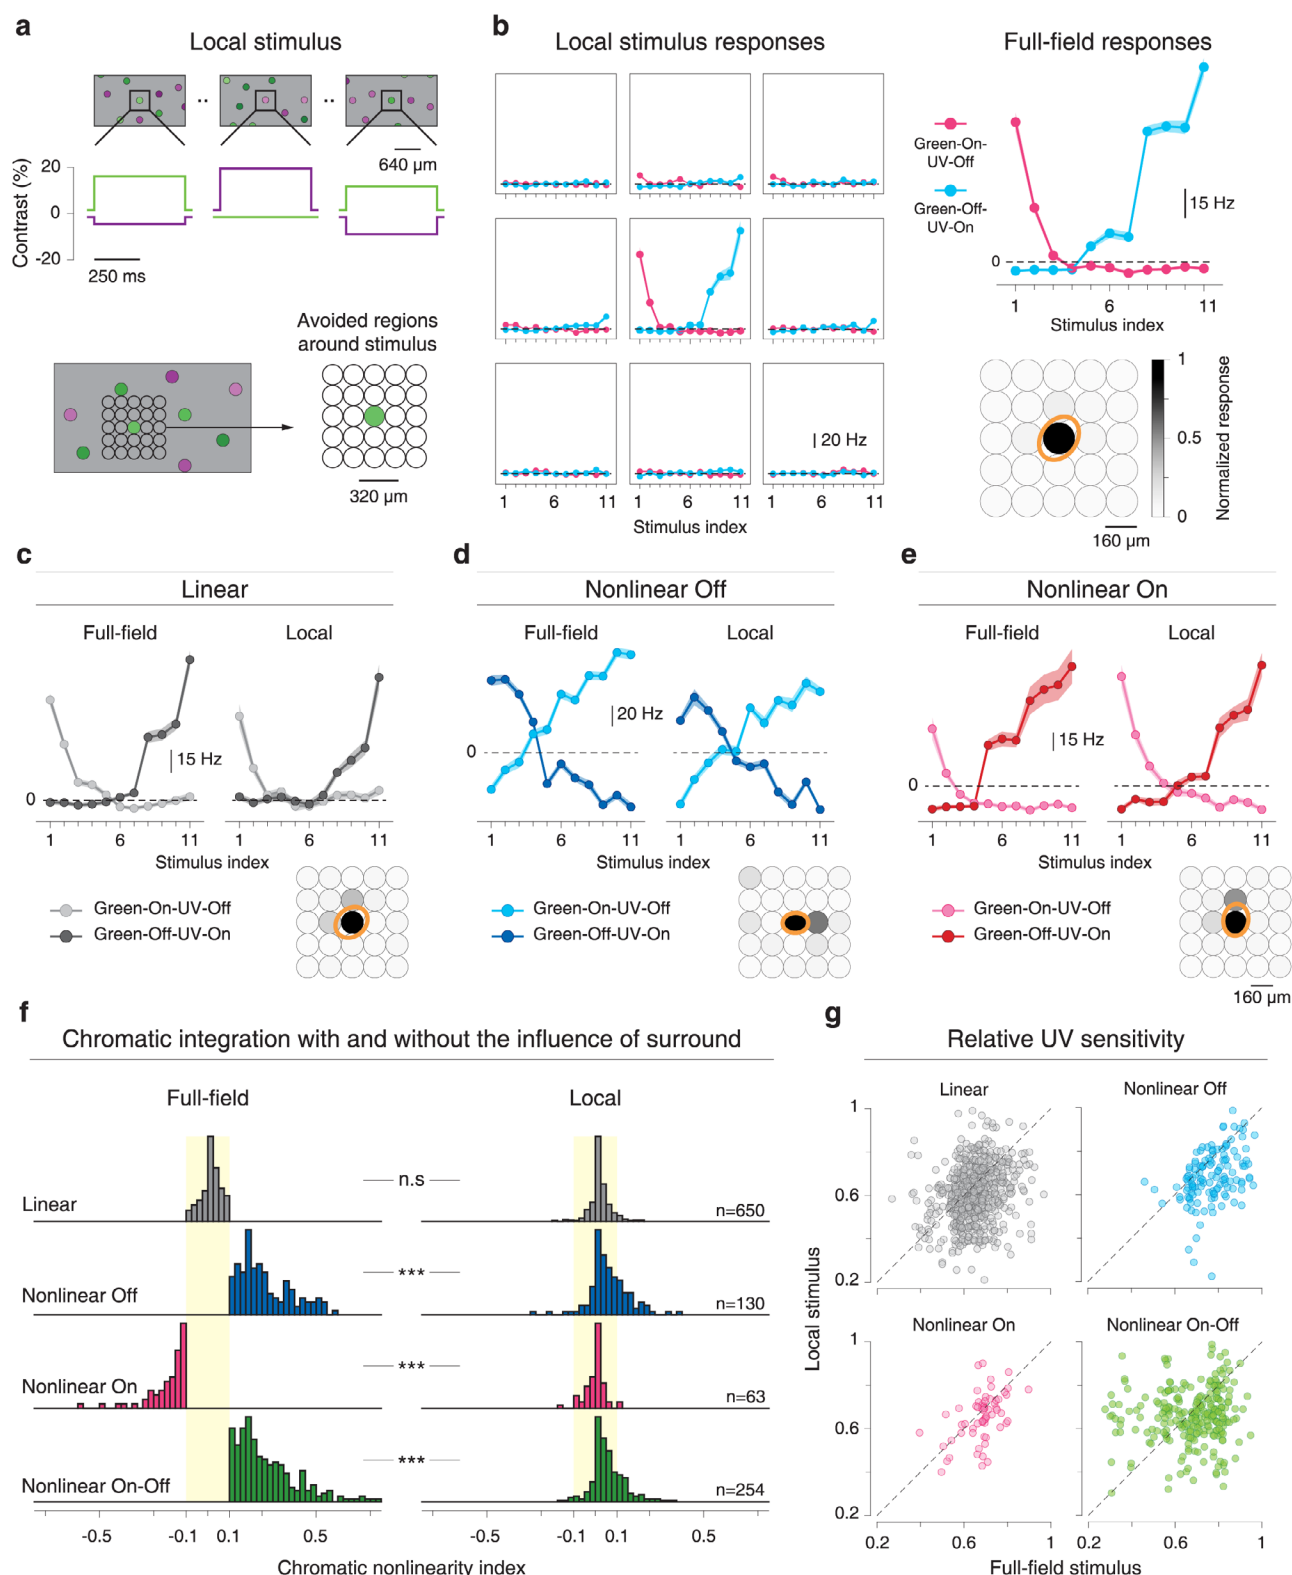 a
Local stimulus
640 µm
Contrast (%)
20
0
-20
250 ms
Avoided regions
around stimulus
320 µm
b
Local stimulus responses
20 Hz
1 6 11 1 6 11 1 6 11
Stimulus index
Full-field responses
Green-On-
UV-Off
Green-Off-
UV-On
15 Hz
0
1 6 11
Stimulus index
1
0.5
0
Normalized response
160 µm
c
Linear
Full-field Local
15 Hz
0
1 6 11 1 6 11
Stimulus index
Green-On-UV-Off
Green-Off-UV-On
d
Nonlinear Off
Full-field Local
20 Hz
0
1 6 11 1 6 11
Stimulus index
Green-On-UV-Off
Green-Off-UV-On
e
Nonlinear On
Full-field Local
15 Hz
0
1 6 11 1 6 11
Stimulus index
Green-On-UV-Off
Green-Off-UV-On
160 µm
f
Chromatic integration with and without the influence of surround
Full-field Local
Linear n.s n=650
Nonlinear Off *** n=130
Nonlinear On *** n=63
Nonlinear On-Off *** n=254
-0.5 -0.1 0.1 0.5 -0.5 -0.1 0.1 0.5
Chromatic nonlinearity index
g
Relative UV sensitivity
Linear Nonlinear Off
1
0.6
0.2
Local stimulus
Nonlinear On Nonlinear On-Off
1
0.6
0.2
0.2 0.6 1 0.2 0.6 1
Full-field stimulus